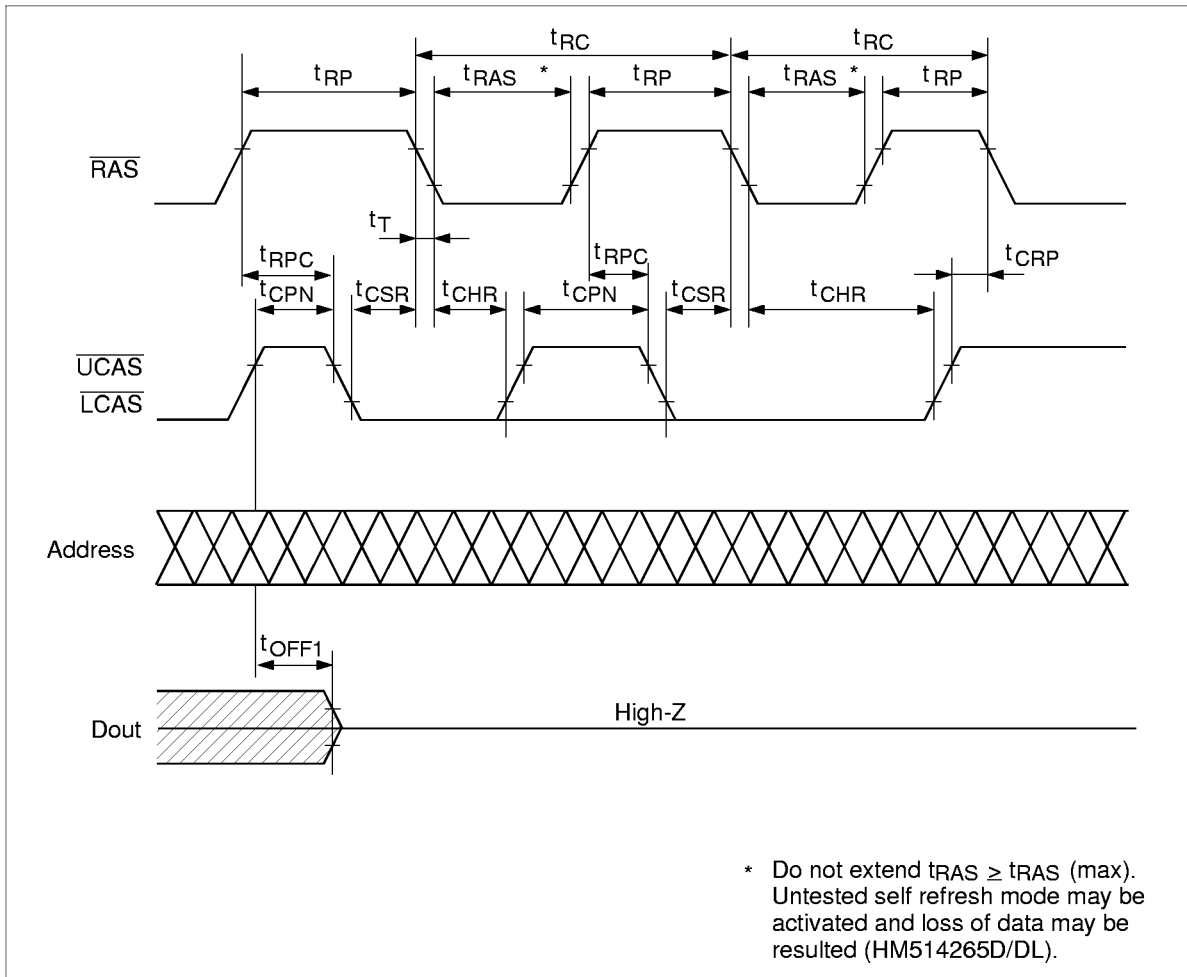 tRC tRC
tRP tRAS * tRP tRAS * tRP
RAS
tT
tRPC tRPC tCRP
tCPN tCSR tCHR tCPN tCSR tCHR
UCAS
LCAS
Address
tOFF1
High-Z
Dout
* Do not extend tRAS ≥ tRAS (max).
Untested self refresh mode may be
activated and loss of data may be
resulted (HM514265D/DL).